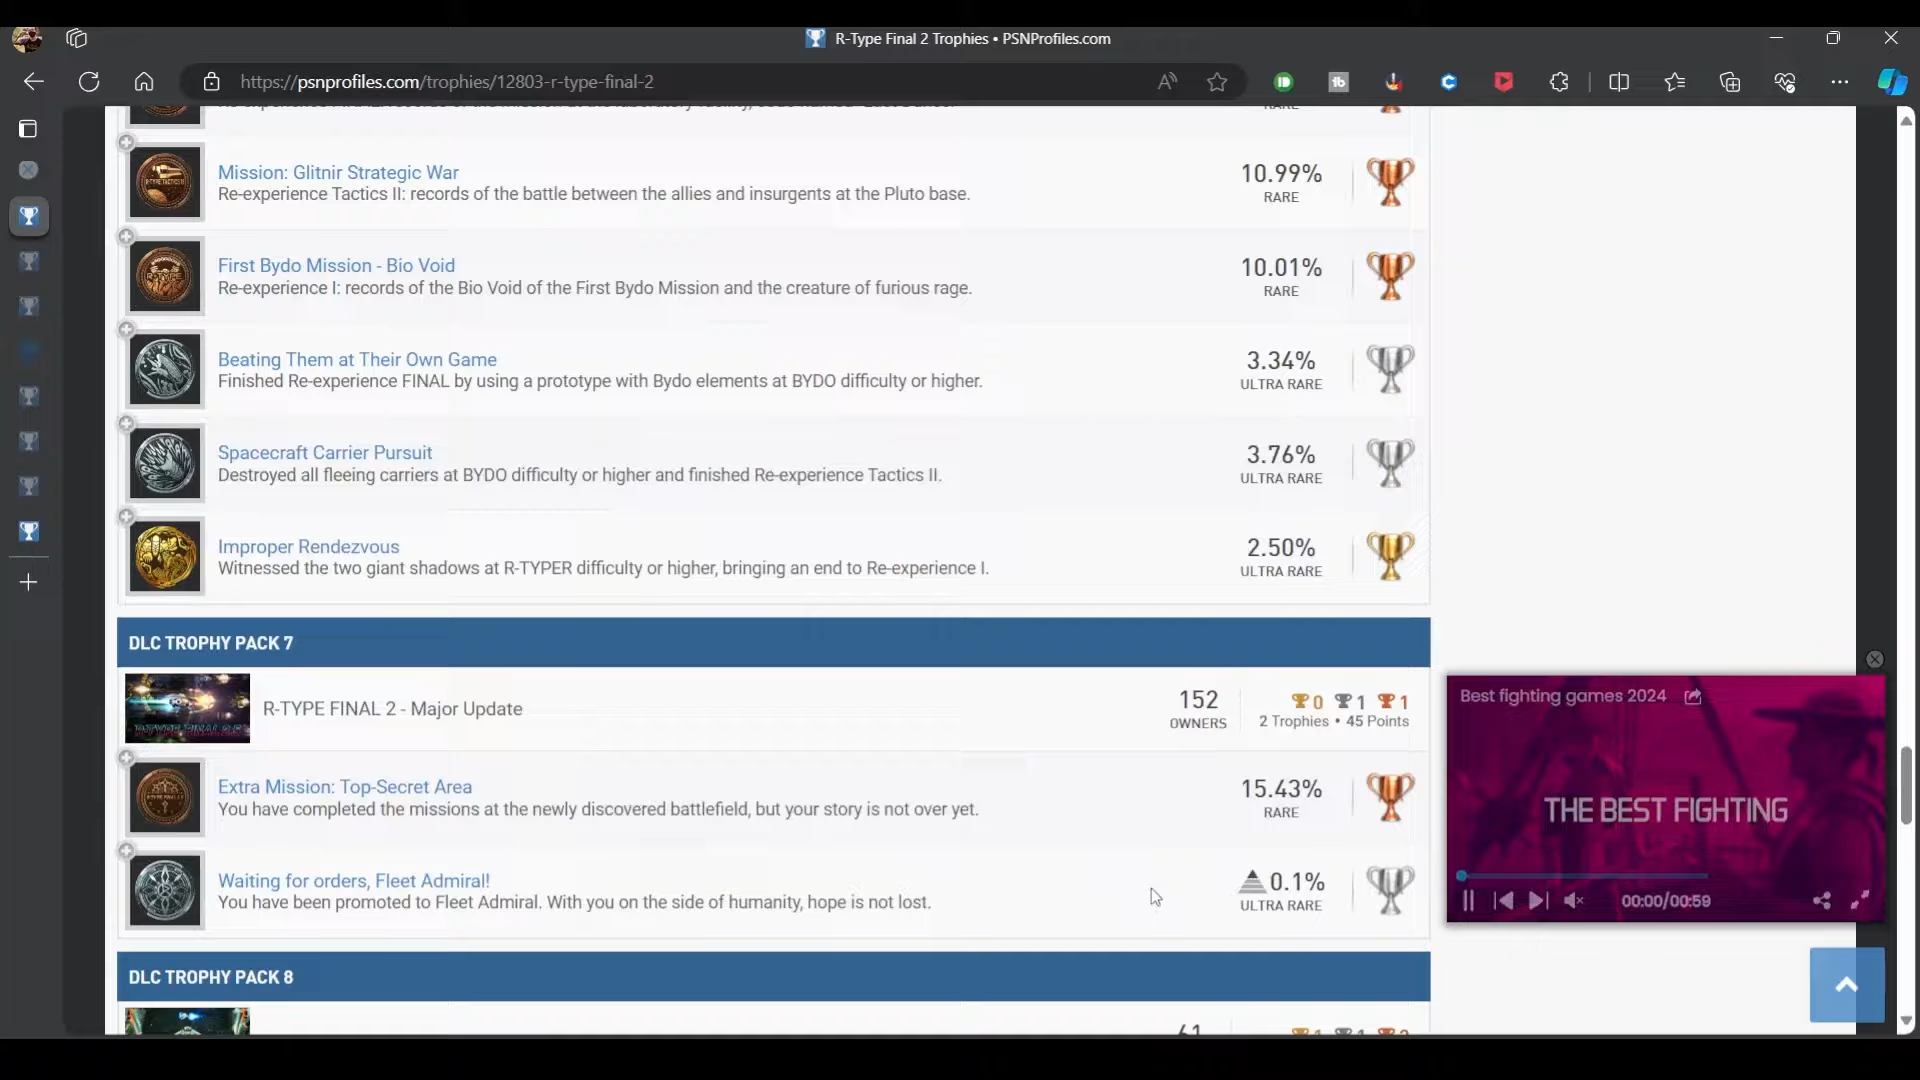 R-Type Final 2 Trophies • PSNProfiles.com
https://psnprofiles.com/trophies/12803-r-type-final-2
RARE
Mission: Glitnir Strategic War
Re-experience Tactics II: records of the battle between the allies and insurgents at the Pluto base.
10.99%
RARE
First Bydo Mission - Bio Void
Re-experience I: records of the Bio Void of the First Bydo Mission and the creature of furious rage.
10.01%
RARE
Beating Them at Their Own Game
Finished Re-experience FINAL by using a prototype with Bydo elements at BYDO difficulty or higher.
3.34%
ULTRA RARE
Spacecraft Carrier Pursuit
Destroyed all fleeing carriers at BYDO difficulty or higher and finished Re-experience Tactics II.
3.76%
ULTRA RARE
Improper Rendezvous
Witnessed the two giant shadows at R-TYPER difficulty or higher, bringing an end to Re-experience I.
2.50%
ULTRA RARE
DLC TROPHY PACK 7
R-TYPE FINAL 2 - Major Update
152
OWNERS
0 1 1
2 Trophies • 45 Points
Extra Mission: Top-Secret Area
You have completed the missions at the newly discovered battlefield, but your story is not over yet.
15.43%
RARE
Waiting for orders, Fleet Admiral!
You have been promoted to Fleet Admiral. With you on the side of humanity, hope is not lost.
0.1%
ULTRA RARE
DLC TROPHY PACK 8
61
Best fighting games 2024
THE BEST FIGHTING
00:00/00:59